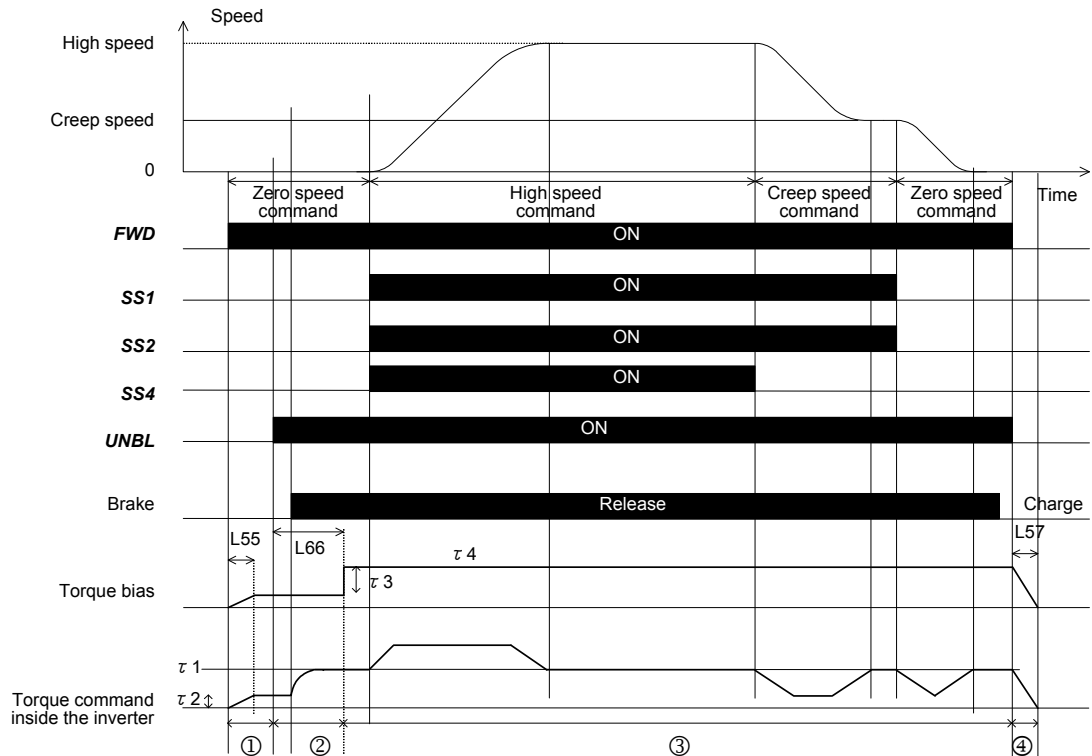 Speed
High speed
Creep speed
0
Zero speed
command
High speed
command
Creep speed
command
Zero speed
command
Time
FWD
ON
SS1
ON
SS2
ON
SS4
ON
UNBL
ON
Brake
Release
Charge
L55
L66
L57
τ 4
τ 3
Torque bias
τ 1
τ 2
Torque command
inside the inverter
① ② ③ ④